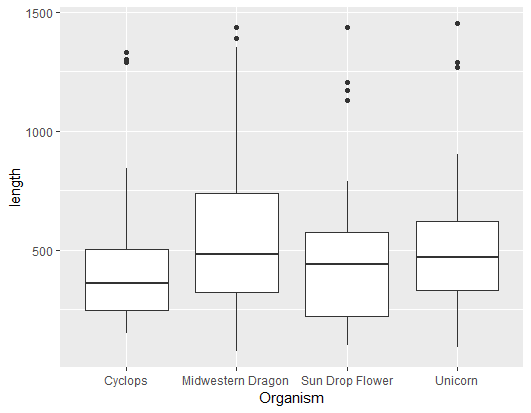 length
1500
1000
500
Cyclops Midwestern Dragon Sun Drop Flower Unicorn
Organism